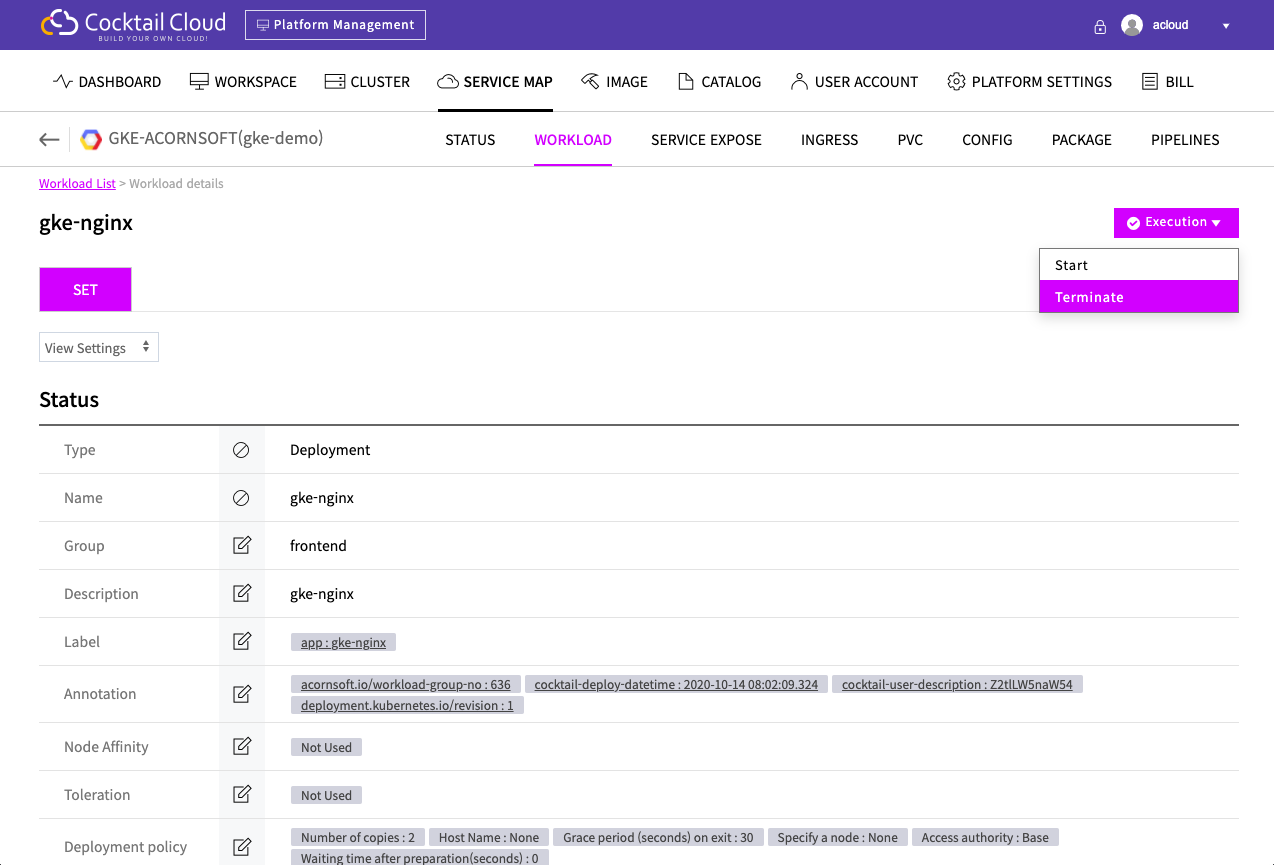 Cocktail Cloud
BUILD YOUR OWN CLOUD!
Platform Management
acloud
DASHBOARD WORKSPACE CLUSTER SERVICE MAP IMAGE CATALOG USER ACCOUNT PLATFORM SETTINGS BILL
GKE-ACORNSOFT(gke-demo) STATUS WORKLOAD SERVICE EXPOSE INGRESS PVC CONFIG PACKAGE PIPELINES
Workload List > Workload details
gke-nginx
Execution
Start
Terminate
SET
View Settings
Status
Type Deployment
Name gke-nginx
Group frontend
Description gke-nginx
Label app : gke-nginx
Annotation acornsoft.io/workload-group-no : 636 cocktail-deploy-datetime : 2020-10-14 08:02:09.324 cocktail-user-description : Z2tlLW5naW54
deployment.kubernetes.io/revision : 1
Node Affinity Not Used
Toleration Not Used
Deployment policy Number of copies : 2 Host Name : None Grace period (seconds) on exit : 30 Specify a node : None Access authority : Base
Waiting time after preparation(seconds) : 0